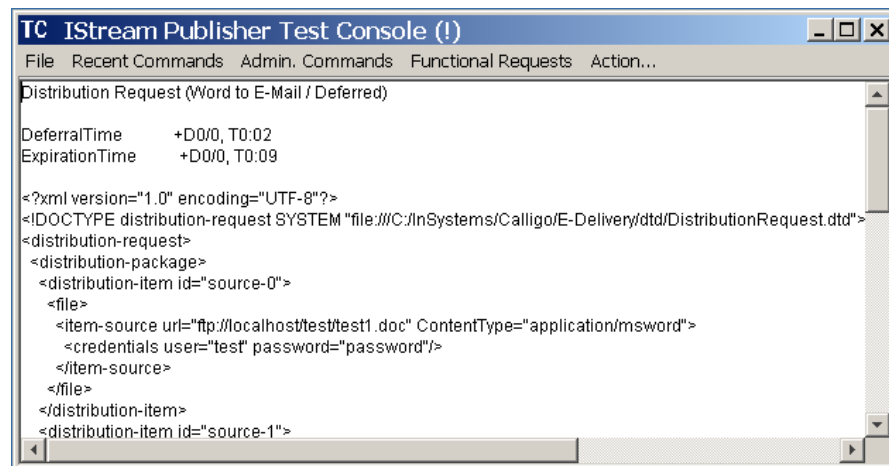 TC IStream Publisher Test Console (!)
File Recent Commands Admin. Commands Functional Requests Action...
Distribution Request (Word to E-Mail / Deferred)
DeferralTime +D0/0, T0:02
ExpirationTime +D0/0, T0:09
<?xml version="1.0" encoding="UTF-8"?>
<!DOCTYPE distribution-request SYSTEM "file:///C:/InSystems/Calligo/E-Delivery/dtd/DistributionRequest.dtd">
<distribution-request>
<distribution-package>
<distribution-item id="source-0">
<file>
<item-source url="ftp://localhost/test/test1.doc" ContentType="application/msword">
<credentials user="test" password="password"/>
</item-source>
</file>
</distribution-item>
<distribution-item id="source-1">